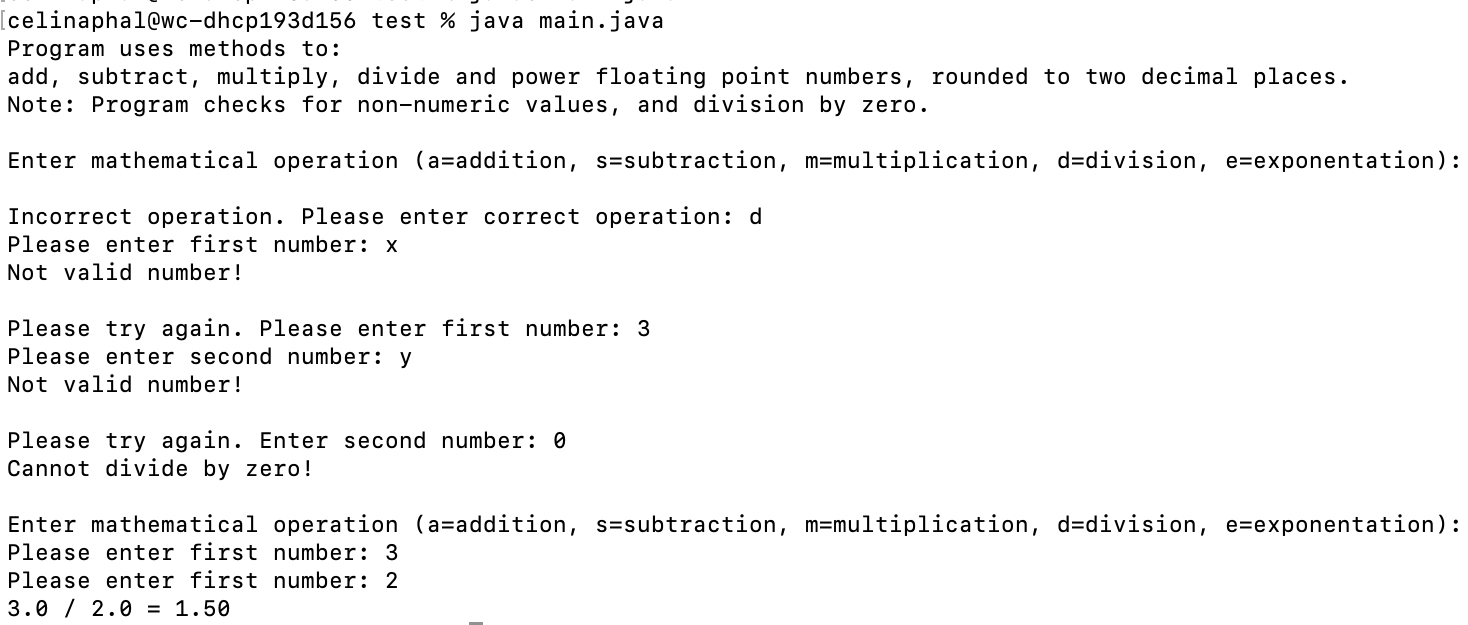 [celinaphal@wc-dhcp193d156 test % java main.java
Program uses methods to:
add, subtract, multiply, divide and power floating point numbers, rounded to two decimal places.
Note: Program checks for non-numeric values, and division by zero.
Enter mathematical operation (a=addition, s=subtraction, m=multiplication, d=division, e=exponentation):
Incorrect operation. Please enter correct operation: d
Please enter first number: x
Not valid number!
Please try again. Please enter first number: 3
Please enter second number: y
Not valid number!
Please try again. Enter second number: 0
Cannot divide by zero!
Enter mathematical operation (a=addition, s=subtraction, m=multiplication, d=division, e=exponentation):
Please enter first number: 3
Please enter first number: 2
3.0 / 2.0 = 1.50